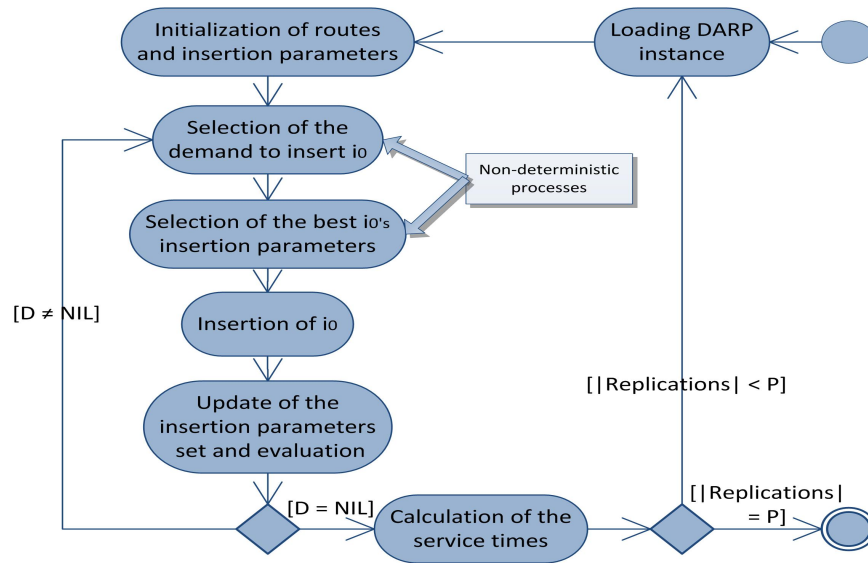 Initialization of routes
and insertion parameters
Loading DARP
instance
Selection of the
demand to insert i0
Non-deterministic
processes
Selection of the best i0's
insertion parameters
[D ≠ NIL]
Insertion of i0
[|Replications| < P]
Update of the
insertion parameters
set and evaluation
[D = NIL]
Calculation of the
service times
[|Replications|
= P]